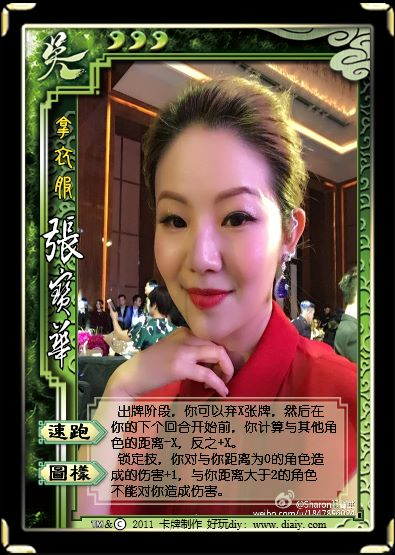 吴
拿衣服
張寶華
速跑
出牌阶段，你可以弃X张牌，然后在
你的下个回合开始前，你计算与其他角
色的距离-X，反之+X。
圖樣
锁定技，你对与你距离为0的角色造
成的伤害+1，与你距离大于2的角色
不能对你造成伤害。
TM&© 2011 卡牌制作 好玩diy: www.diaiy.com